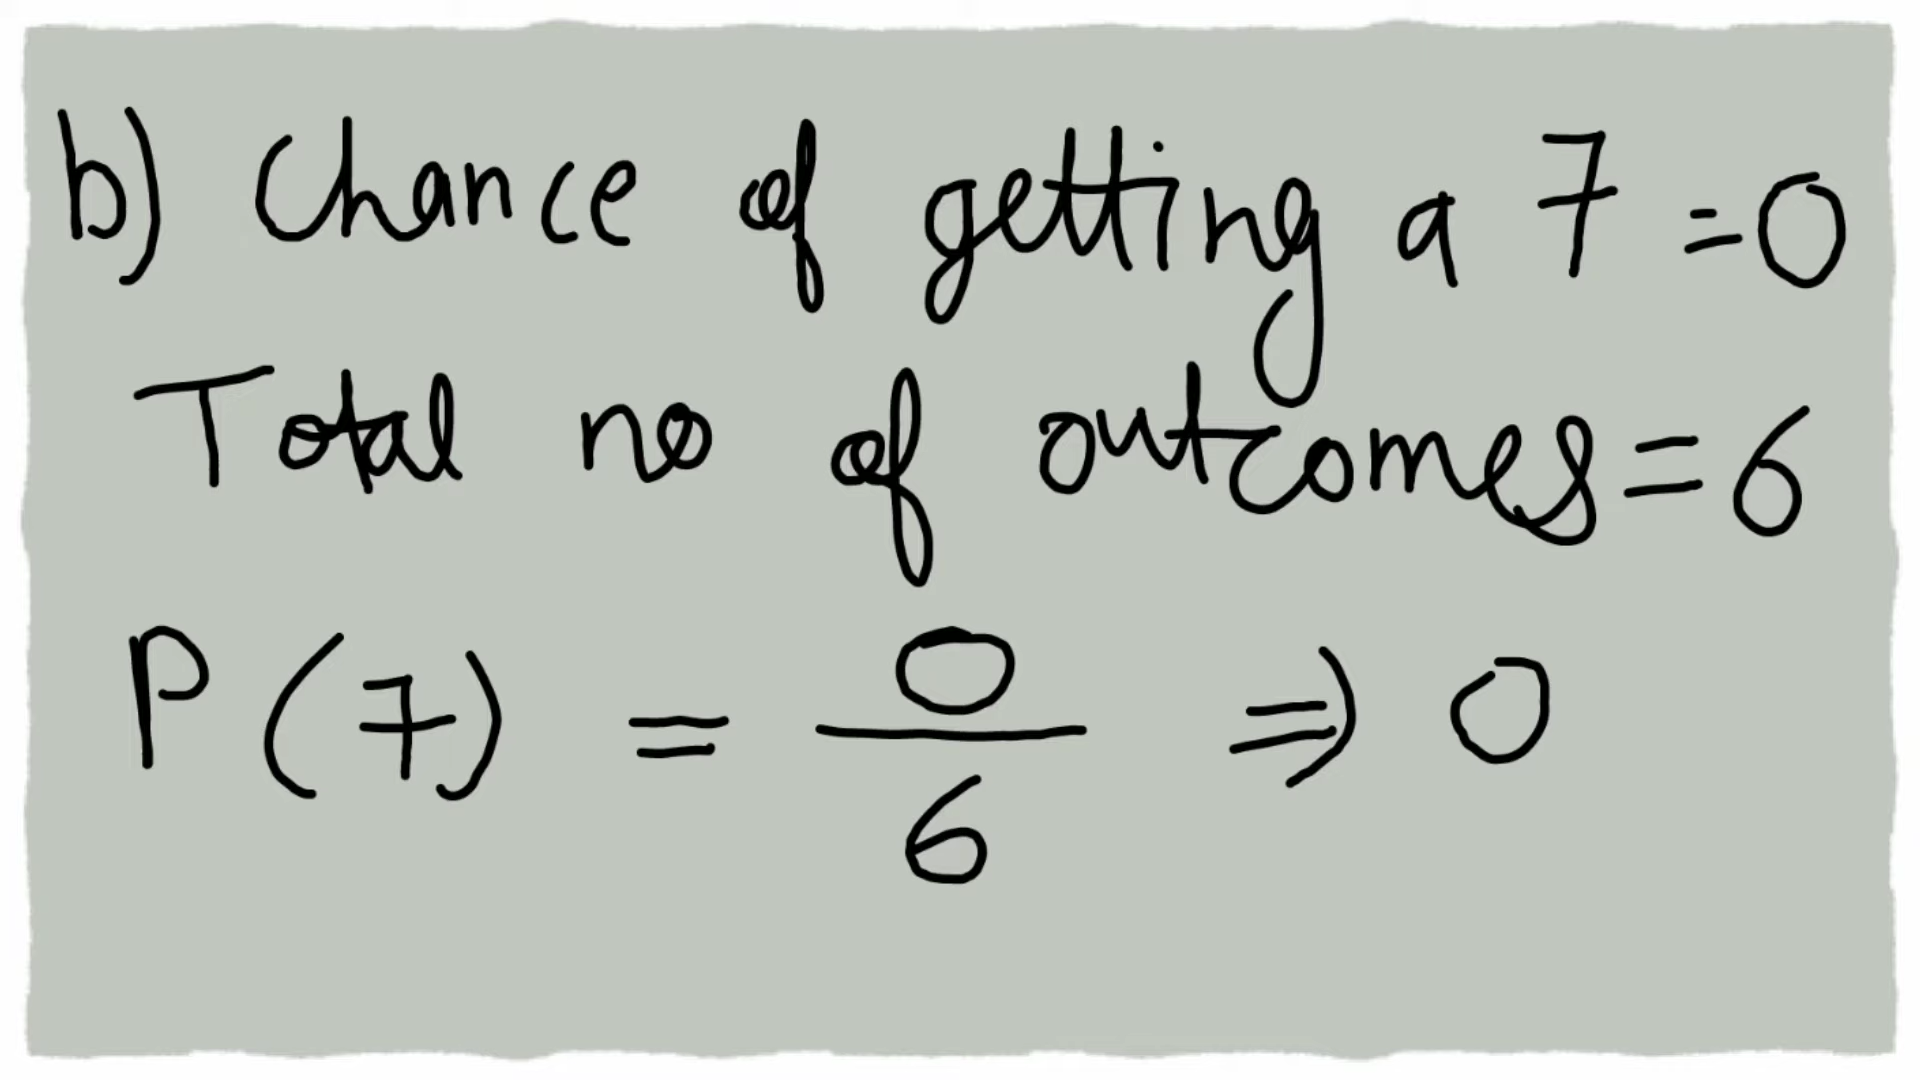 b) Chance of getting a 7 = 0
Total no of outcomes = 6
P(7) = 0/6 ⇒ 0